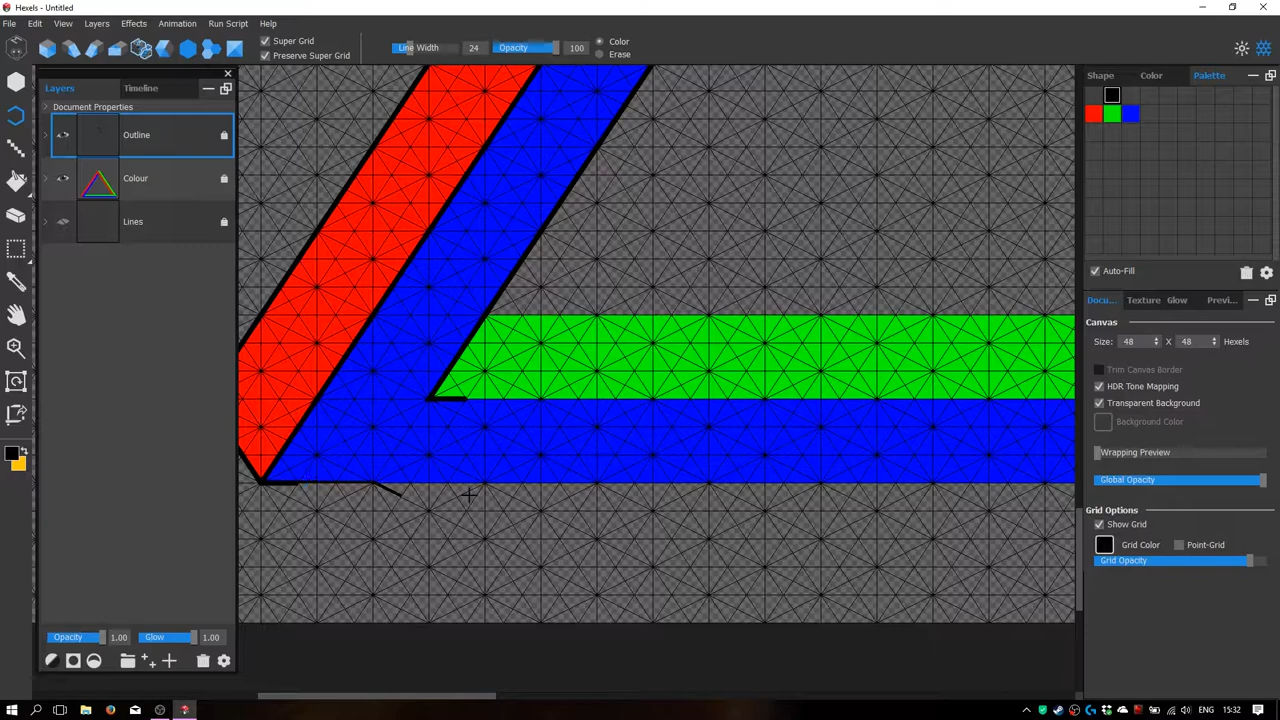 Hexels - Untitled
File Edit View Layers Effects Animation Run Script Help
Super Grid
Preserve Super Grid
Line Width 24 Opacity 100
Color
Erase
Layers Timeline
Document Properties
Outline
Colour
Lines
Opacity 1.00 Glow 1.00
Shape Color Palette
Auto-Fill
Docu... Texture Glow Previ...
Canvas
Size: 48 X 48 Hexels
Trim Canvas Border
HDR Tone Mapping
Transparent Background
Background Color
Wrapping Preview
Global Opacity
Grid Options
Show Grid
Grid Color Point-Grid
Grid Opacity
ENG 15:32